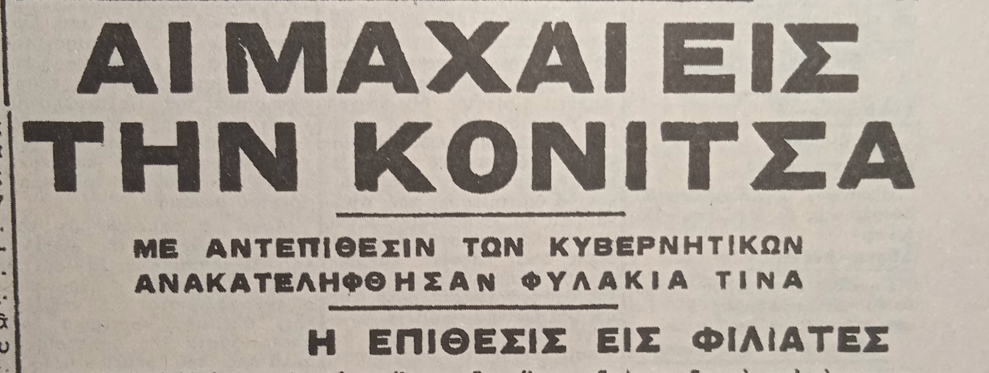 ΑΙ ΜΑΧΑΙ ΕΙΣ
ΤΗΝ ΚΟΝΙΤΣΑ
ΜΕ ΑΝΤΕΠΙΘΕΣΙΝ ΤΩΝ ΚΥΒΕΡΝΗΤΙΚΩΝ
ΑΝΑΚΑΤΕΛΗΦΘΗΣΑΝ ΦΥΛΑΚΙΑ ΤΙΝΑ
Η ΕΠΙΘΕΣΙΣ ΕΙΣ ΦΙΛΙΑΤΕΣ